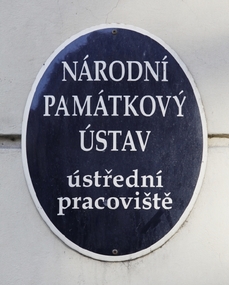 NÁRODNÍ
PAMÁTKOVÝ
ÚSTAV
ústřední
pracoviště